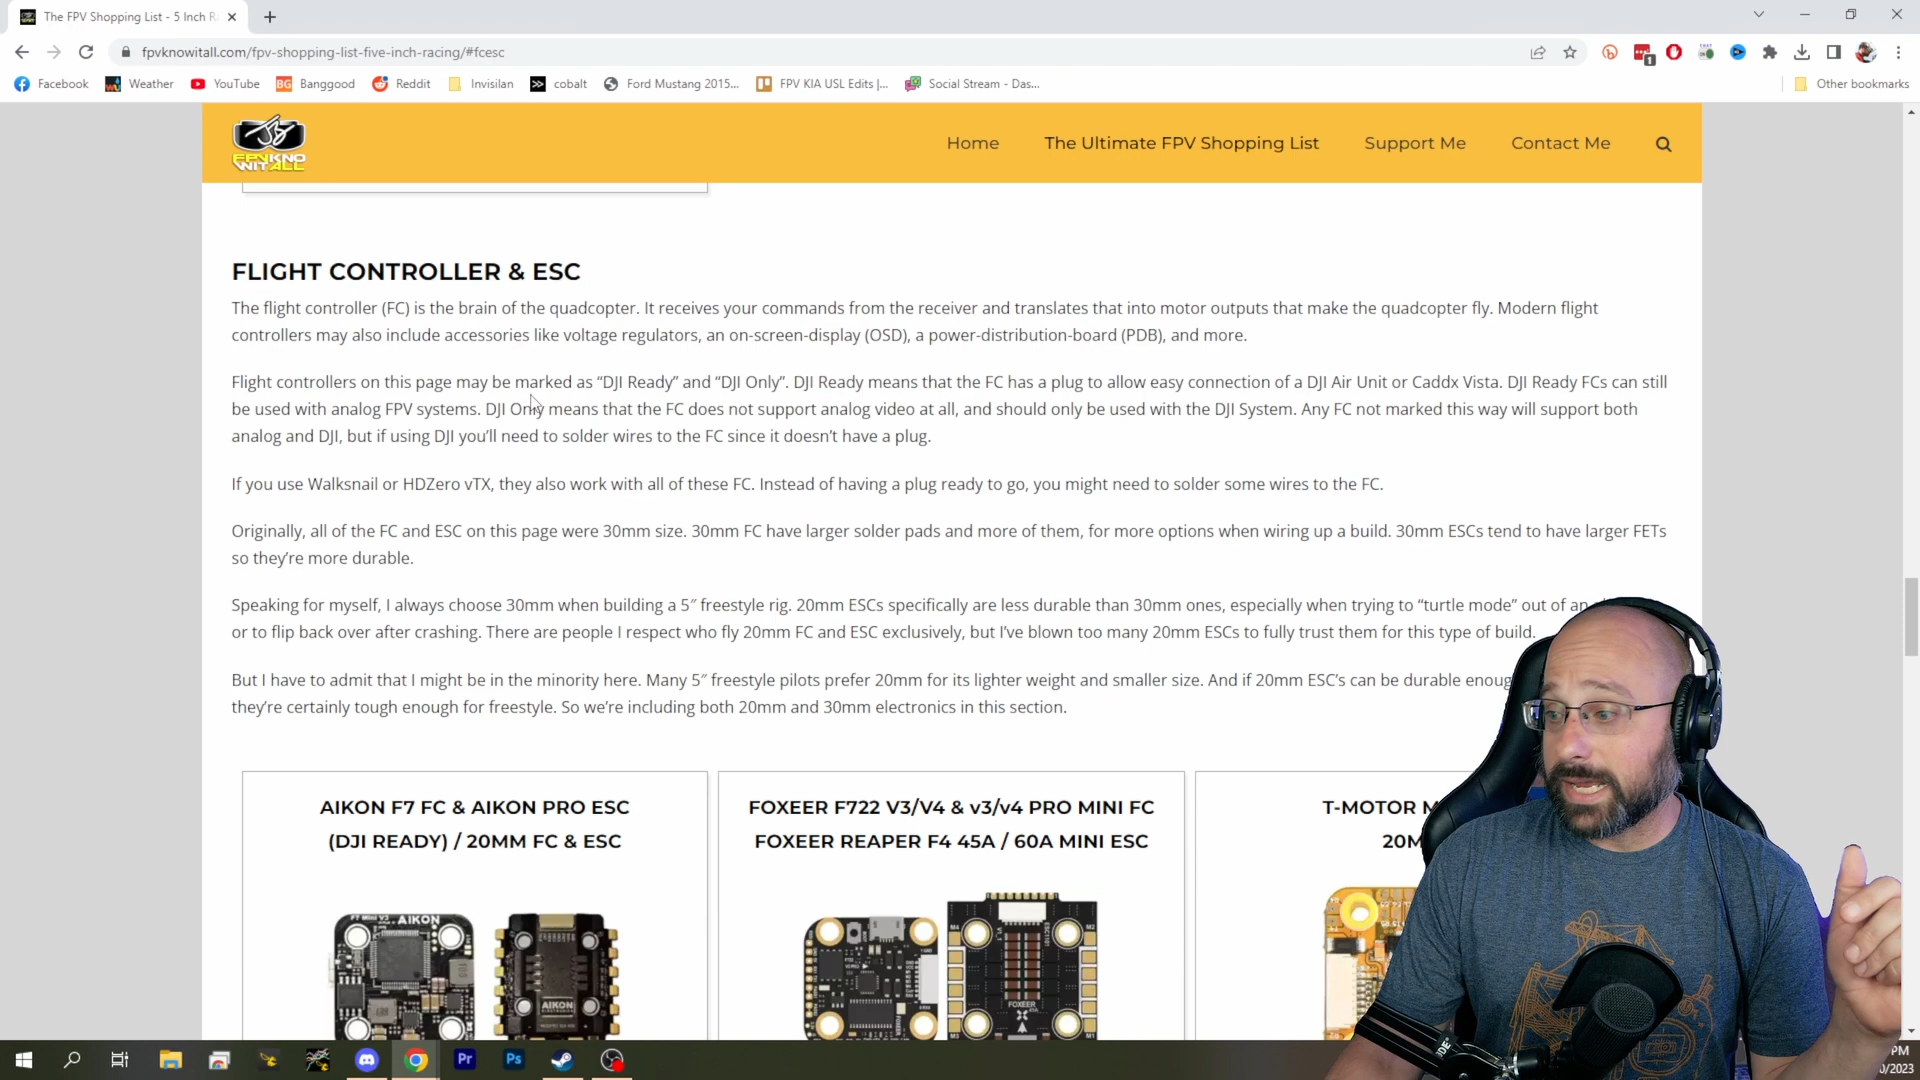 The FPV Shopping List - 5 Inch R
fpvknowitall.com/fpv-shopping-list-five-inch-racing/#fcesc
Facebook Weather YouTube Banggood Reddit Invisilan cobalt Ford Mustang 2015... FPV KIA USL Edits |... Social Stream - Das... Other bookmarks
FPVKNO
WITALL
Home The Ultimate FPV Shopping List Support Me Contact Me
FLIGHT CONTROLLER & ESC
The flight controller (FC) is the brain of the quadcopter. It receives your commands from the receiver and translates that into motor outputs that make the quadcopter fly. Modern flight
controllers may also include accessories like voltage regulators, an on-screen-display (OSD), a power-distribution-board (PDB), and more.
Flight controllers on this page may be marked as “DJI Ready” and “DJI Only”. DJI Ready means that the FC has a plug to allow easy connection of a DJI Air Unit or Caddx Vista. DJI Ready FCs can still
be used with analog FPV systems. DJI Only means that the FC does not support analog video at all, and should only be used with the DJI System. Any FC not marked this way will support both
analog and DJI, but if using DJI you’ll need to solder wires to the FC since it doesn’t have a plug.
If you use Walksnail or HDZero vTX, they also work with all of these FC. Instead of having a plug ready to go, you might need to solder some wires to the FC.
Originally, all of the FC and ESC on this page were 30mm size. 30mm FC have larger solder pads and more of them, for more options when wiring up a build. 30mm ESCs tend to have larger FETs
so they’re more durable.
Speaking for myself, I always choose 30mm when building a 5″ freestyle rig. 20mm ESCs specifically are less durable than 30mm ones, especially when trying to “turtle mode” out of an
or to flip back over after crashing. There are people I respect who fly 20mm FC and ESC exclusively, but I’ve blown too many 20mm ESCs to fully trust them for this type of build.
But I have to admit that I might be in the minority here. Many 5″ freestyle pilots prefer 20mm for its lighter weight and smaller size. And if 20mm ESC’s can be durable enoug
they’re certainly tough enough for freestyle. So we’re including both 20mm and 30mm electronics in this section.
AIKON F7 FC & AIKON PRO ESC
(DJI READY) / 20MM FC & ESC
FOXEER F722 V3/V4 & v3/v4 PRO MINI FC
FOXEER REAPER F4 45A / 60A MINI ESC
T-MOTOR M
20M
F7 Mini V2 AIKON
AIKON
FOXEER
Pr Ps
PM
0/2023